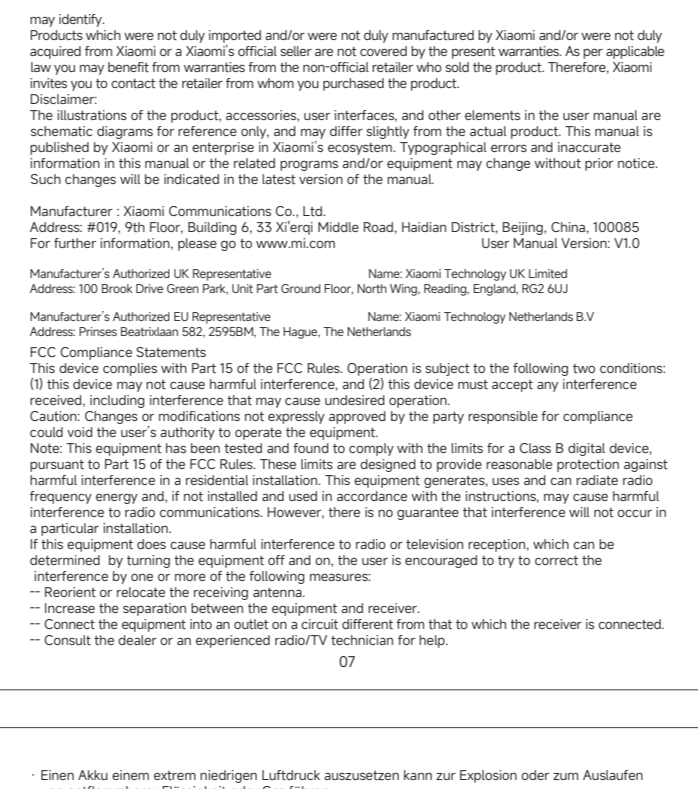 may identify.
Products which were not duly imported and/or were not duly manufactured by Xiaomi and/or were not duly
acquired from Xiaomi or a Xiaomi's official seller are not covered by the present warranties. As per applicable
law you may benefit from warranties from the non-official retailer who sold the product. Therefore, Xiaomi
invites you to contact the retailer from whom you purchased the product.
Disclaimer:
The illustrations of the product, accessories, user interfaces, and other elements in the user manual are
schematic diagrams for reference only, and may differ slightly from the actual product. This manual is
published by Xiaomi or an enterprise in Xiaomi's ecosystem. Typographical errors and inaccurate
information in this manual or the related programs and/or equipment may change without prior notice.
Such changes will be indicated in the latest version of the manual.
Manufacturer : Xiaomi Communications Co., Ltd.
Address: #019, 9th Floor, Building 6, 33 Xi'erqi Middle Road, Haidian District, Beijing, China, 100085
For further information, please go to www.mi.com User Manual Version: V1.0
Manufacturer's Authorized UK Representative Name: Xiaomi Technology UK Limited
Address: 100 Brook Drive Green Park, Unit Part Ground Floor, North Wing, Reading, England, RG2 6UJ
Manufacturer's Authorized EU Representative Name: Xiaomi Technology Netherlands B.V
Address: Prinses Beatrixlaan 582, 2595BM, The Hague, The Netherlands
FCC Compliance Statements
This device complies with Part 15 of the FCC Rules. Operation is subject to the following two conditions:
(1) this device may not cause harmful interference, and (2) this device must accept any interference
received, including interference that may cause undesired operation.
Caution: Changes or modifications not expressly approved by the party responsible for compliance
could void the user's authority to operate the equipment.
Note: This equipment has been tested and found to comply with the limits for a Class B digital device,
pursuant to Part 15 of the FCC Rules. These limits are designed to provide reasonable protection against
harmful interference in a residential installation. This equipment generates, uses and can radiate radio
frequency energy and, if not installed and used in accordance with the instructions, may cause harmful
interference to radio communications. However, there is no guarantee that interference will not occur in
a particular installation.
If this equipment does cause harmful interference to radio or television reception, which can be
determined by turning the equipment off and on, the user is encouraged to try to correct the
interference by one or more of the following measures:
-- Reorient or relocate the receiving antenna.
-- Increase the separation between the equipment and receiver.
-- Connect the equipment into an outlet on a circuit different from that to which the receiver is connected.
-- Consult the dealer or an experienced radio/TV technician for help.
07
· Einen Akku einem extrem niedrigen Luftdruck auszusetzen kann zur Explosion oder zum Auslaufen